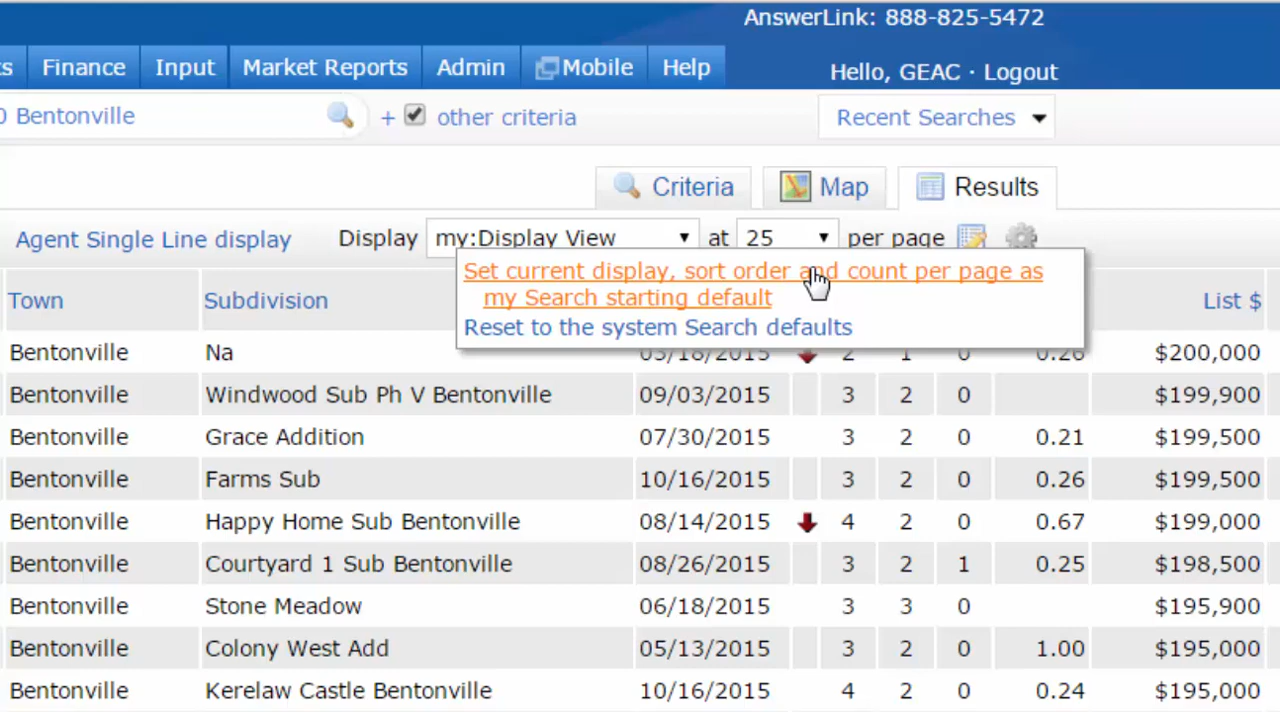 AnswerLink: 888-825-5472
s Finance Input Market Reports Admin Mobile Help
Hello, GEAC · Logout
0 Bentonville + other criteria Recent Searches
Criteria Map Results
Agent Single Line display Display my:Display View at 25 per page
Set current display, sort order and count per page as
my Search starting default
Reset to the system Search defaults
Town Subdivision List $
Bentonville Na 03/18/2015 2 1 0 0.26 $200,000
Bentonville Windwood Sub Ph V Bentonville 09/03/2015 3 2 0 $199,900
Bentonville Grace Addition 07/30/2015 3 2 0 0.21 $199,500
Bentonville Farms Sub 10/16/2015 3 2 0 0.26 $199,500
Bentonville Happy Home Sub Bentonville 08/14/2015 4 2 0 0.67 $199,000
Bentonville Courtyard 1 Sub Bentonville 08/26/2015 3 2 1 0.25 $198,500
Bentonville Stone Meadow 06/18/2015 3 3 0 $195,900
Bentonville Colony West Add 05/13/2015 3 2 0 1.00 $195,000
Bentonville Kerelaw Castle Bentonville 10/16/2015 4 2 0 0.24 $195,000